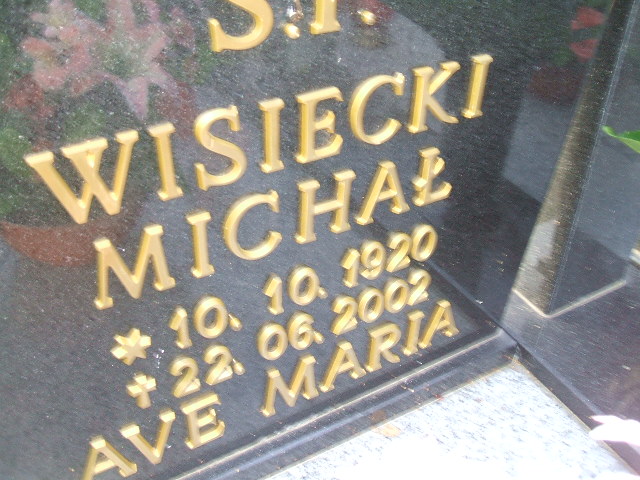 Ś.P.
WISIECKI
MICHAŁ
* 10. 10. 1920
✝ 22. 06. 2002
AVE MARIA